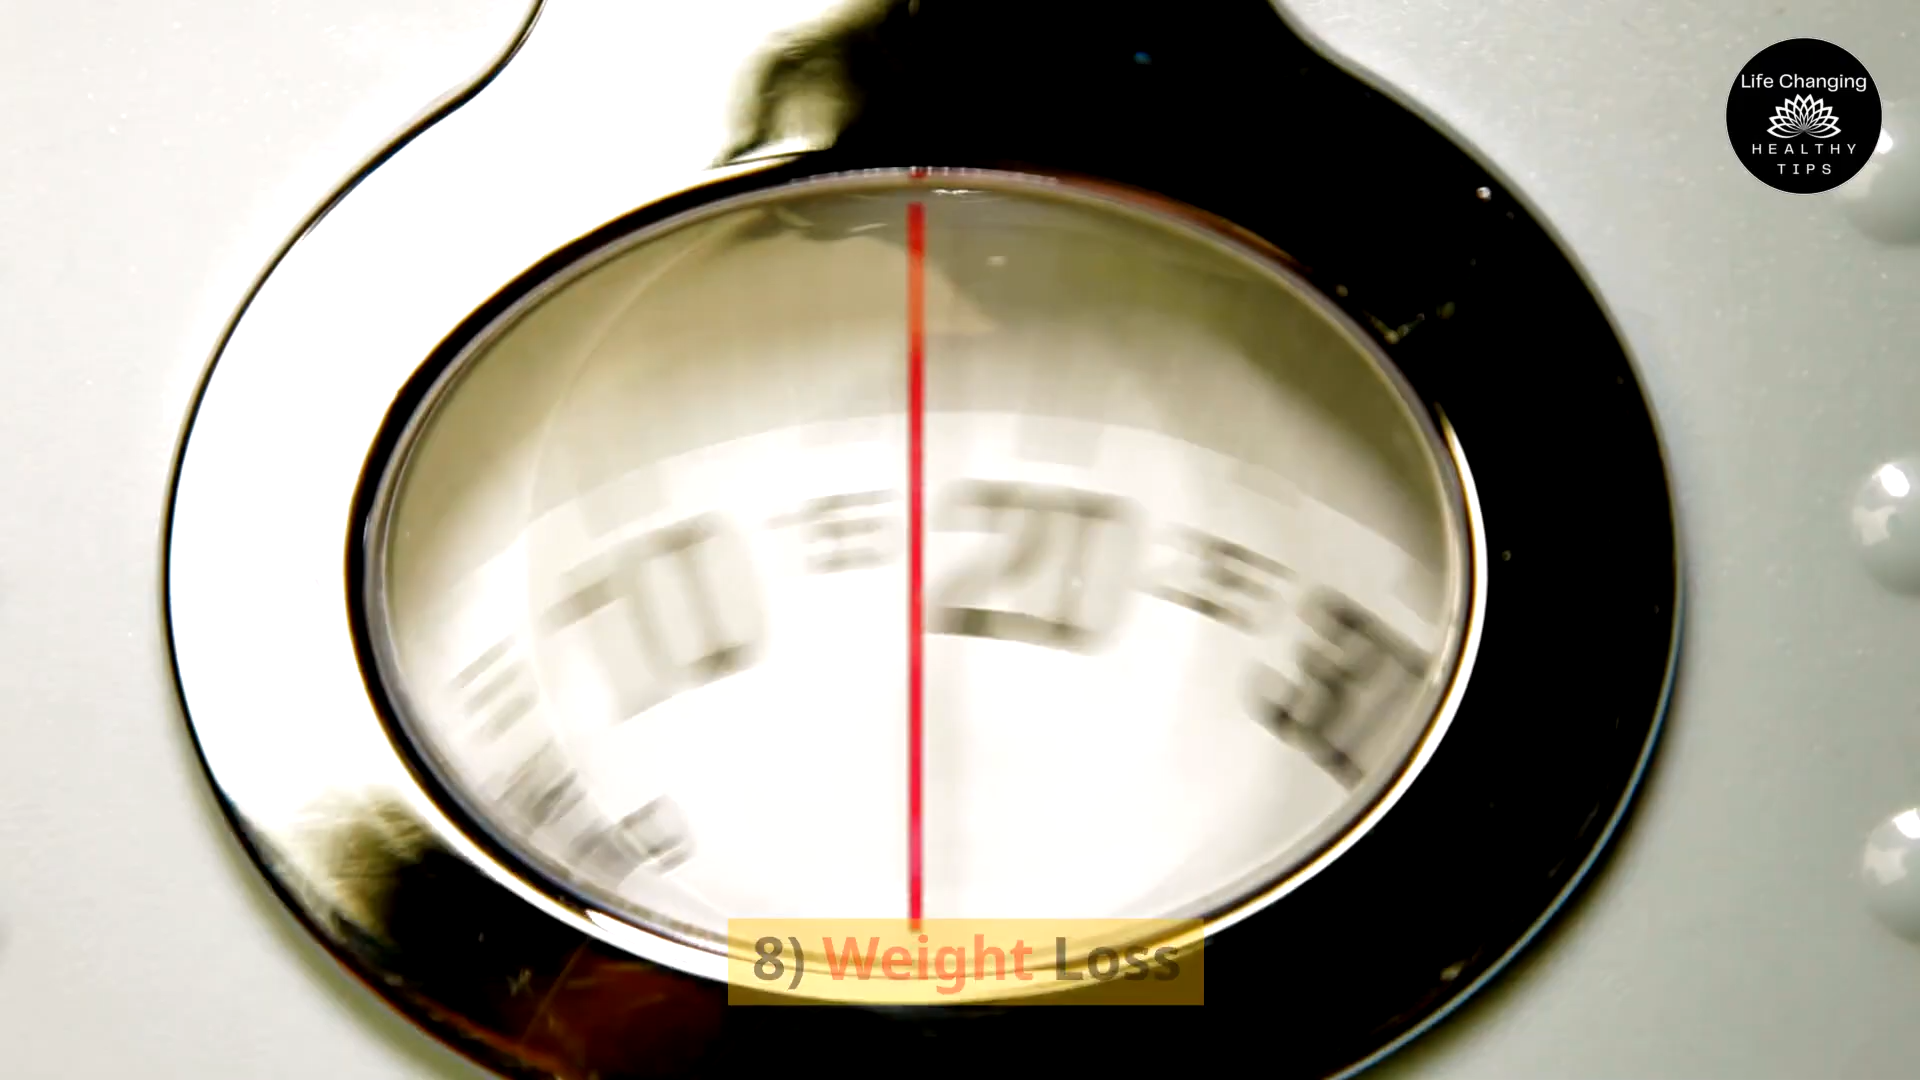 Life Changing
HEALTHY
TIPS
10
20
30
8) Weight Loss